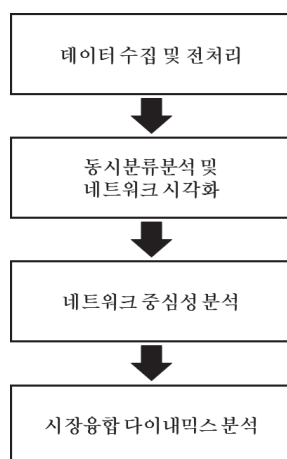 데이터 수집 및 전처리
동시분류분석 및
네트워크 시각화
네트워크 중심성 분석
시장융합 다이내믹스 분석